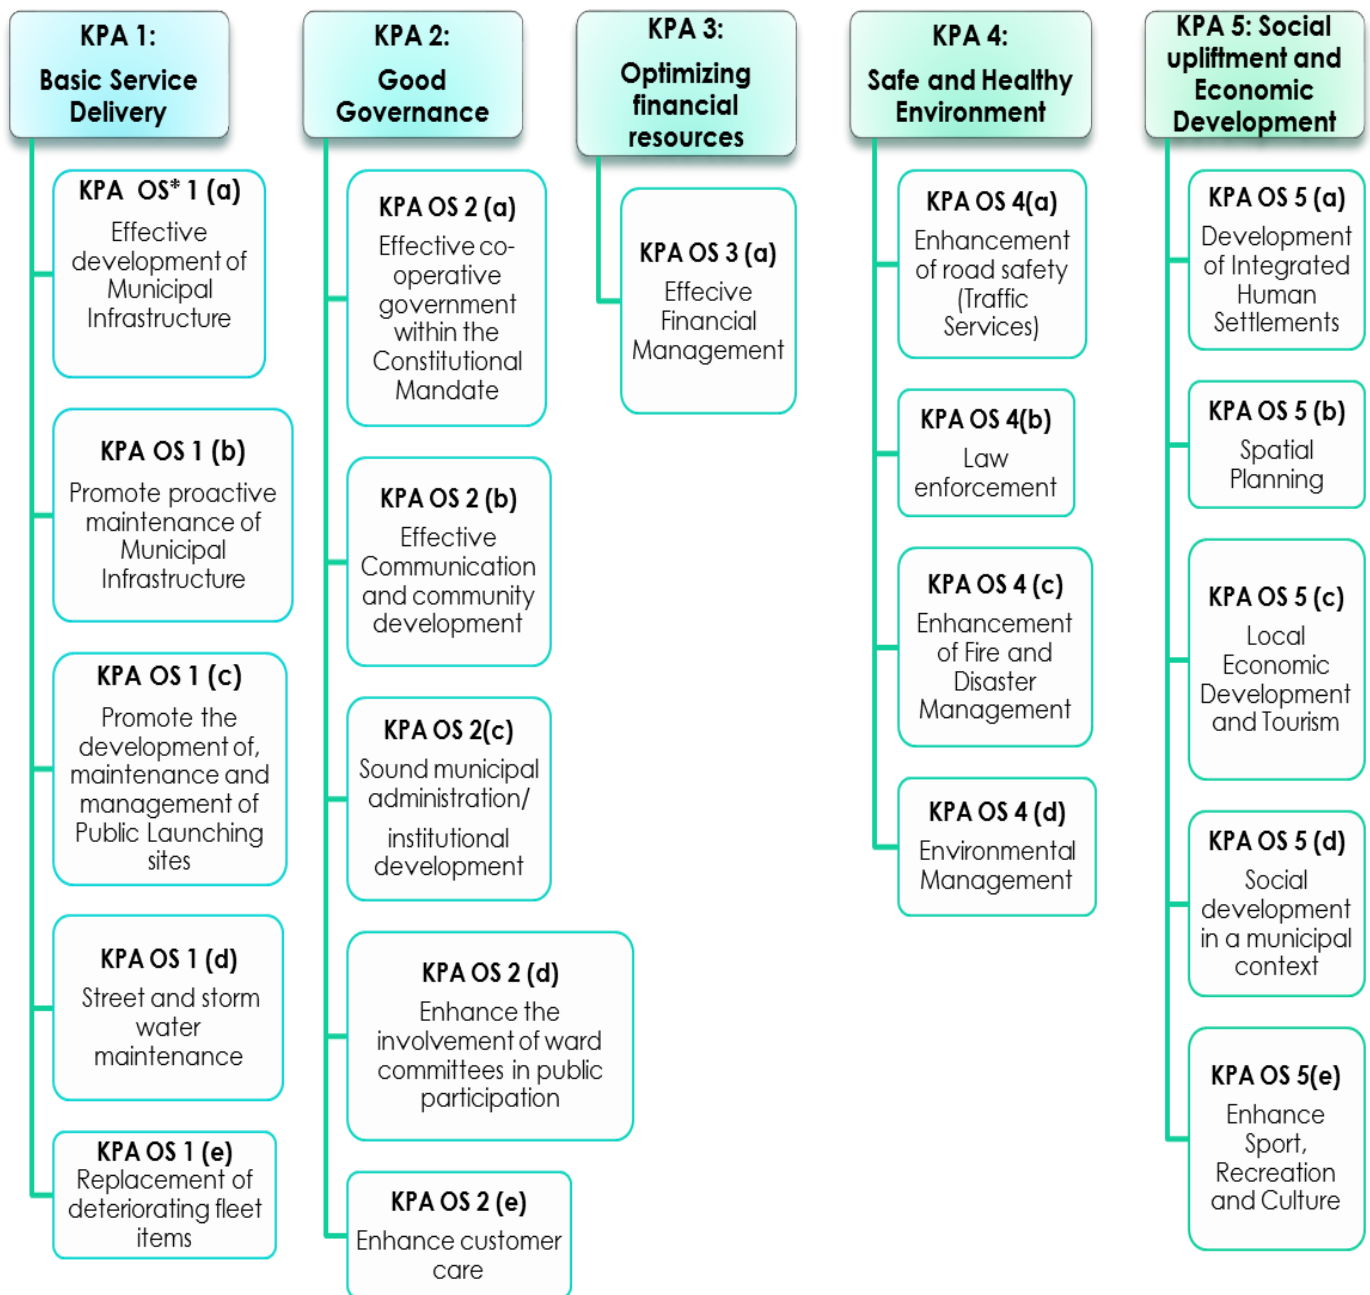 KPA 1:
Basic Service
Delivery
KPA OS* 1 (a)
Effective
development of
Municipal
Infrastructure
KPA OS 1 (b)
Promote proactive
maintenance of
Municipal
Infrastructure
KPA OS 1 (c)
Promote the
development of,
maintenance and
management of
Public Launching
sites
KPA OS 1 (d)
Street and storm
water
maintenance
KPA OS 1 (e)
Replacement of
deteriorating fleet
items
KPA 2:
Good
Governance
KPA OS 2 (a)
Effective co-
operative
government
within the
Constitutional
Mandate
KPA OS 2 (b)
Effective
Communication
and community
development
KPA OS 2(c)
Sound municipal
administration/
institutional
development
KPA OS 2 (d)
Enhance the
involvement of ward
committees in public
participation
KPA OS 2 (e)
Enhance customer
care
KPA 3:
Optimizing
financial
resources
KPA OS 3 (a)
Effecive
Financial
Management
KPA 4:
Safe and Healthy
Environment
KPA OS 4(a)
Enhancement
of road safety
(Traffic
Services)
KPA OS 4(b)
Law
enforcement
KPA OS 4 (c)
Enhancement
of Fire and
Disaster
Management
KPA OS 4 (d)
Environmental
Management
KPA 5: Social
upliftment and
Economic
Development
KPA OS 5 (a)
Development
of Integrated
Human
Settlements
KPA OS 5 (b)
Spatial
Planning
KPA OS 5 (c)
Local
Economic
Development
and Tourism
KPA OS 5 (d)
Social
development
in a municipal
context
KPA OS 5(e)
Enhance
Sport,
Recreation
and Culture